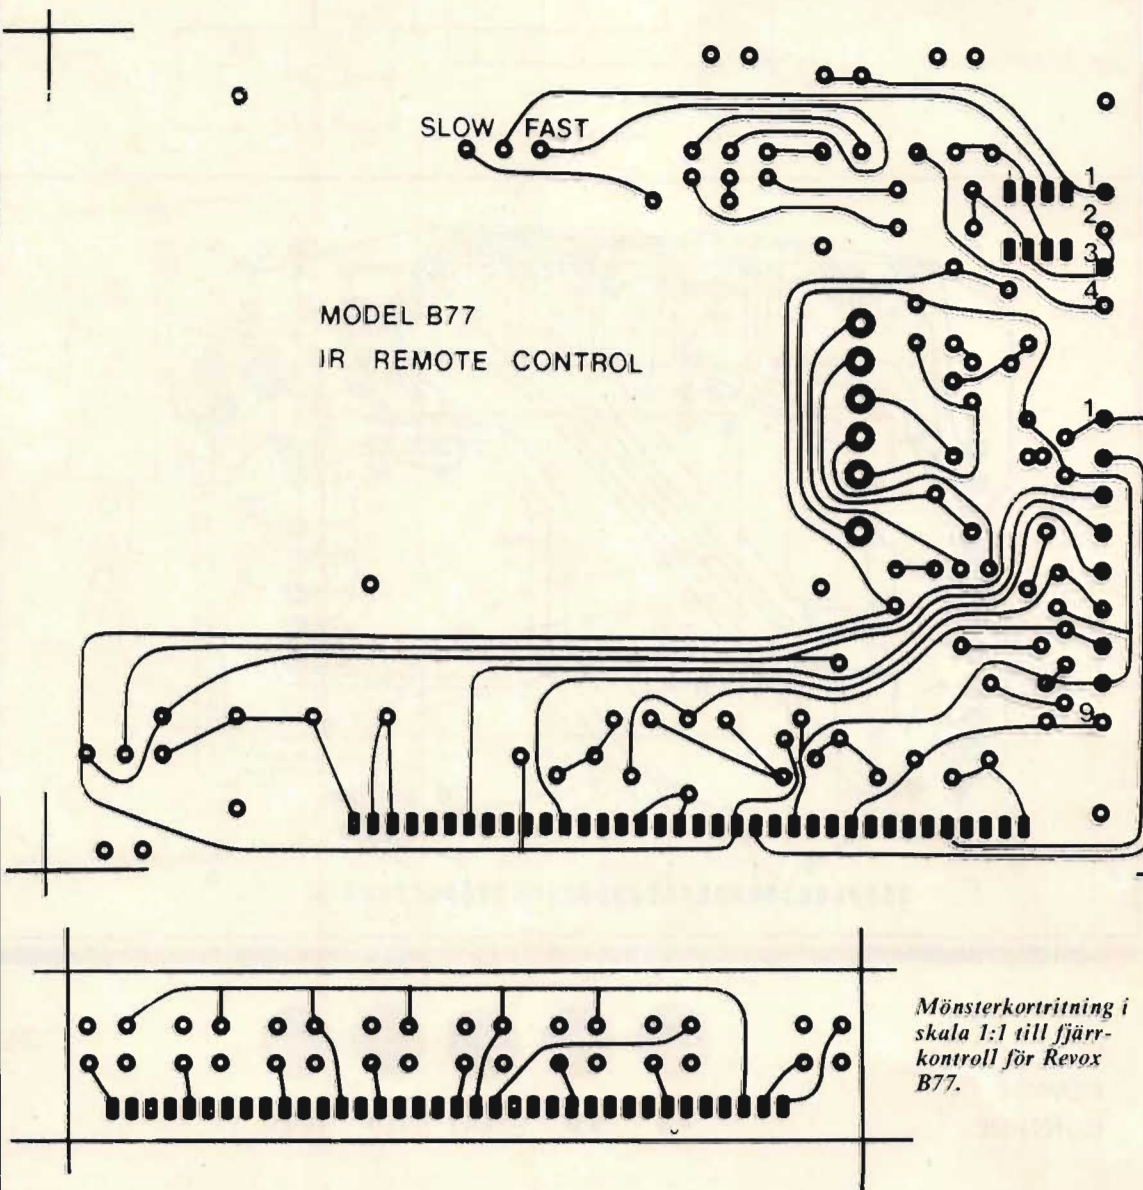 SLOW FAST
1
2
3
4
MODEL B77
IR REMOTE CONTROL
1
9
Mönsterkortritning i
skala 1:1 till fjärr-
kontroll för Revox
B77.